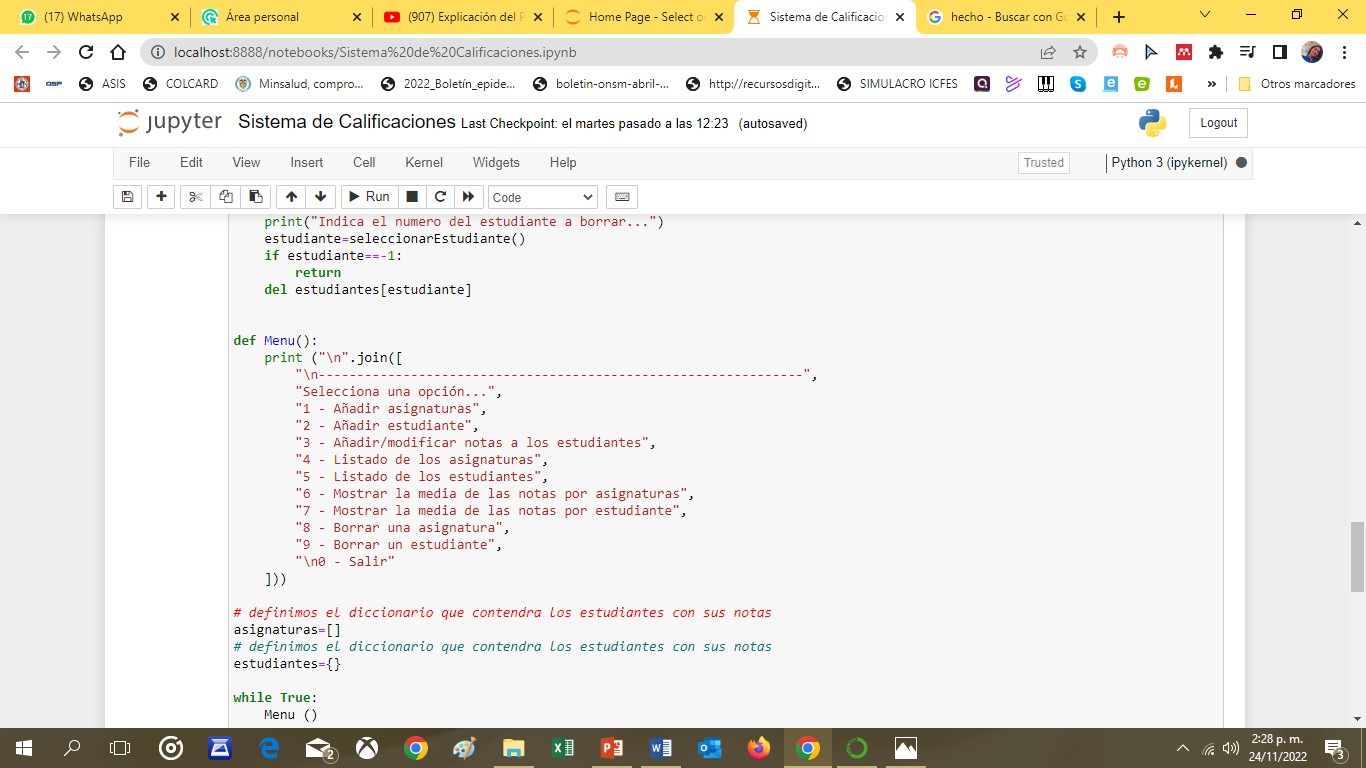 (17) WhatsApp
Área personal
(907) Explicación del P
Home Page - Select o
Sistema de Calificacio
hecho - Buscar con Go
localhost:8888/notebooks/Sistema%20de%20Calificaciones.ipynb
ASIS
COLCARD
Minsalud, compro...
2022_Boletín_epide...
boletin-onsm-abril-...
http://recursosdigit...
SIMULACRO ICFES
»
Otros marcadores
jupyter Sistema de Calificaciones Last Checkpoint: el martes pasado a las 12:23 (autosaved)
Logout
File Edit View Insert Cell Kernel Widgets Help
Trusted
Python 3 (ipykernel)
Run
Code
print("Indica el numero del estudiante a borrar...")
estudiante=seleccionarEstudiante()
if estudiante==-1:
return
del estudiantes[estudiante]
def Menu():
print ("\n".join([
"\n---------------------------------------------------------------",
"Selecciona una opción...",
"1 - Añadir asignaturas",
"2 - Añadir estudiante",
"3 - Añadir/modificar notas a los estudiantes",
"4 - Listado de los asignaturas",
"5 - Listado de los estudiantes",
"6 - Mostrar la media de las notas por asignaturas",
"7 - Mostrar la media de las notas por estudiante",
"8 - Borrar una asignatura",
"9 - Borrar un estudiante",
"\n0 - Salir"
]))
# definimos el diccionario que contendra los estudiantes con sus notas
asignaturas=[]
# definimos el diccionario que contendra los estudiantes con sus notas
estudiantes={}
while True:
Menu ()
2
2:28 p. m.
24/11/2022
3